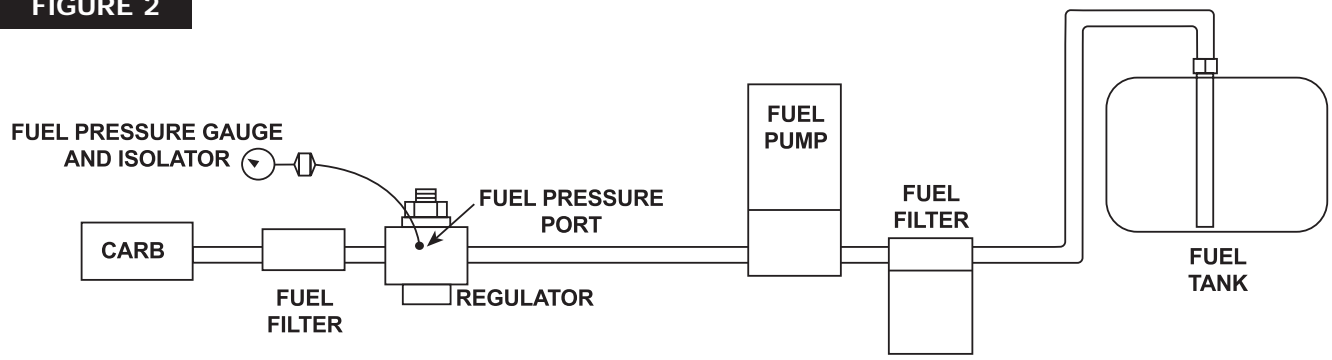 FIGURE 2
FUEL PRESSURE GAUGE
AND ISOLATOR
CARB
FUEL
FILTER
FUEL PRESSURE
PORT
REGULATOR
FUEL
PUMP
FUEL
FILTER
FUEL
TANK